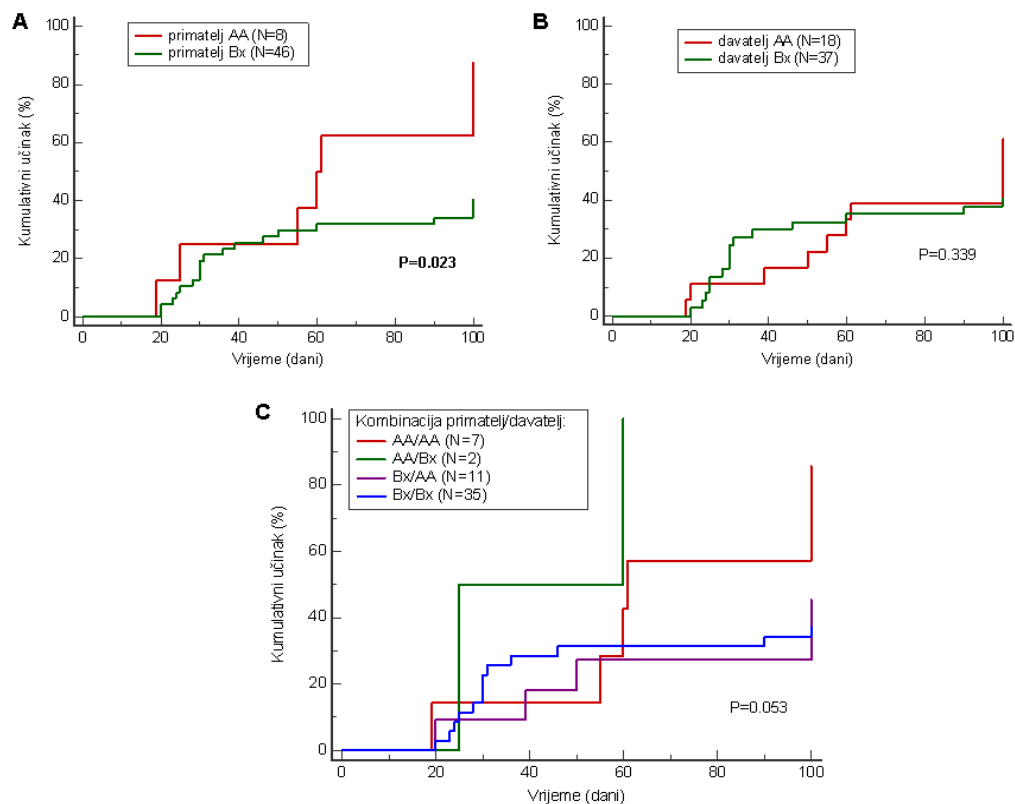 A
primatelj AA (N=8)
primatelj Bx (N=46)
Kumulativni učinak (%)
100
80
60
40
20
0
P=0.023
0 20 40 60 80 100
Vrijeme (dani)
B
davatelj AA (N=18)
davatelj Bx (N=37)
Kumulativni učinak (%)
100
80
60
40
20
0
P=0.339
0 20 40 60 80 100
Vrijeme (dani)
C
Kombinacija primatelj/davatelj:
AA/AA (N=7)
AA/Bx (N=2)
Bx/AA (N=11)
Bx/Bx (N=35)
Kumulativni učinak (%)
100
80
60
40
20
0
P=0.053
0 20 40 60 80 100
Vrijeme (dani)